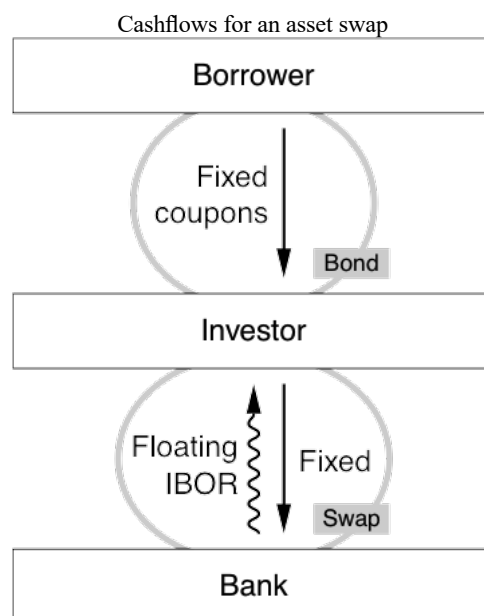 Cashflows for an asset swap
Borrower
Fixed
coupons
Bond
Investor
Floating
IBOR
Fixed
Swap
Bank